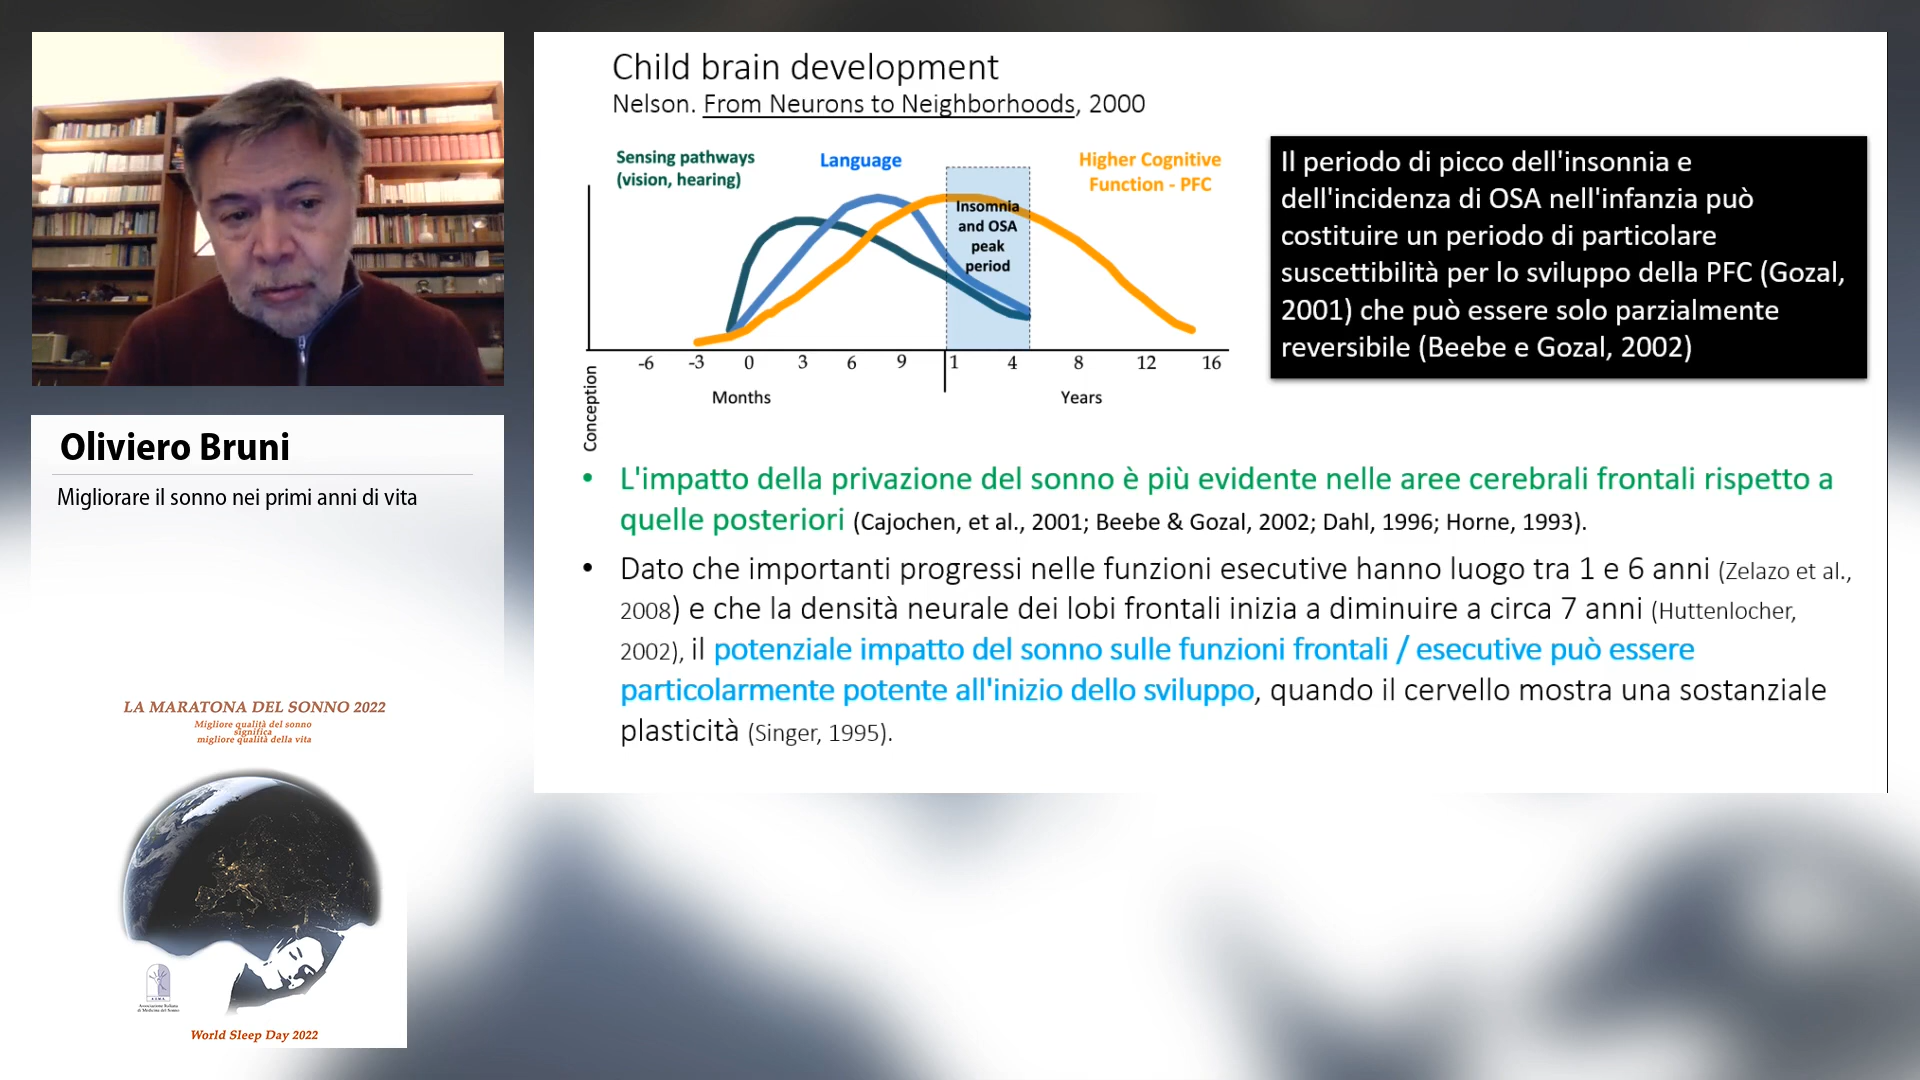 Child brain development
Nelson. From Neurons to Neighborhoods, 2000
Sensing pathways
(vision, hearing)
Language
Higher Cognitive
Function - PFC
Insomnia
and OSA
peak
period
-6 -3 0 3 6 9 1 4 8 12 16
Months
Years
Conception
Il periodo di picco dell'insonnia e
dell'incidenza di OSA nell'infanzia può
costituire un periodo di particolare
suscettibilità per lo sviluppo della PFC (Gozal,
2001) che può essere solo parzialmente
reversibile (Beebe e Gozal, 2002)
• L'impatto della privazione del sonno è più evidente nelle aree cerebrali frontali rispetto a
quelle posteriori (Cajochen, et al., 2001; Beebe & Gozal, 2002; Dahl, 1996; Horne, 1993).
• Dato che importanti progressi nelle funzioni esecutive hanno luogo tra 1 e 6 anni (Zelazo et al.,
2008) e che la densità neurale dei lobi frontali inizia a diminuire a circa 7 anni (Huttenlocher,
2002), il potenziale impatto del sonno sulle funzioni frontali / esecutive può essere
particolarmente potente all'inizio dello sviluppo, quando il cervello mostra una sostanziale
plasticità (Singer, 1995).
Oliviero Bruni
Migliorare il sonno nei primi anni di vita
LA MARATONA DEL SONNO 2022
Migliore qualità del sonno
significa
migliore qualità della vita
Associazione Italiana
di Medicina del Sonno
World Sleep Day 2022